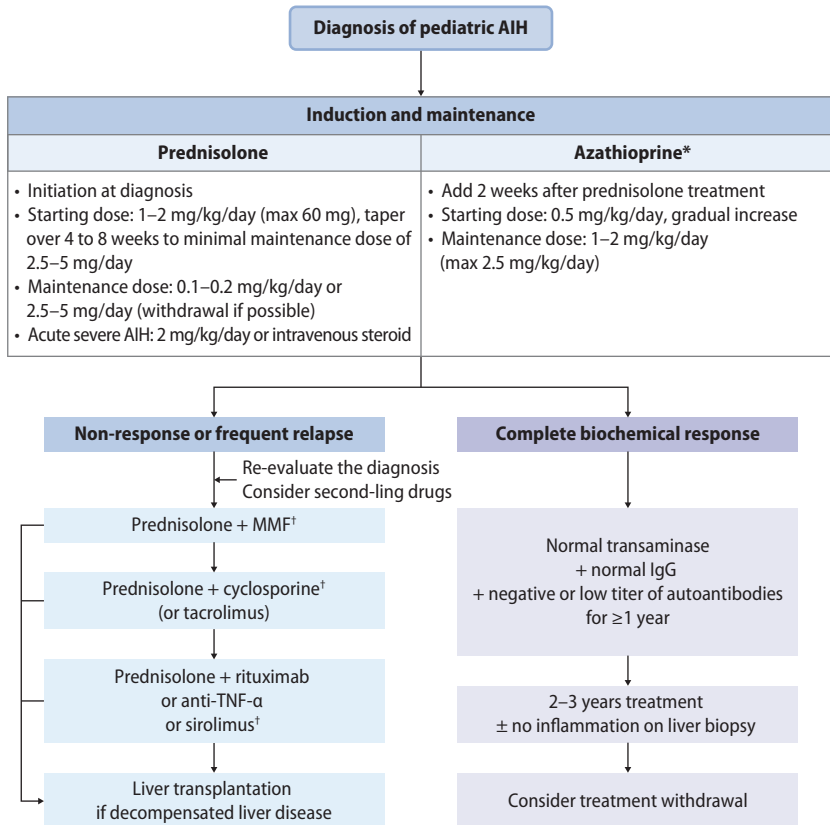 Diagnosis of pediatric AIH
Induction and maintenance
Prednisolone
• Initiation at diagnosis
• Starting dose: 1–2 mg/kg/day (max 60 mg), taper
over 4 to 8 weeks to minimal maintenance dose of
2.5–5 mg/day
• Maintenance dose: 0.1–0.2 mg/kg/day or
2.5–5 mg/day (withdrawal if possible)
• Acute severe AIH: 2 mg/kg/day or intravenous steroid
Azathioprine*
• Add 2 weeks after prednisolone treatment
• Starting dose: 0.5 mg/kg/day, gradual increase
• Maintenance dose: 1–2 mg/kg/day
(max 2.5 mg/kg/day)
Non-response or frequent relapse
Re-evaluate the diagnosis
Consider second-ling drugs
Prednisolone + MMF†
Prednisolone + cyclosporine†
(or tacrolimus)
Prednisolone + rituximab
or anti-TNF-α
or sirolimus†
Liver transplantation
if decompensated liver disease
Complete biochemical response
Normal transaminase
+ normal IgG
+ negative or low titer of autoantibodies
for ≥1 year
2–3 years treatment
± no inflammation on liver biopsy
Consider treatment withdrawal